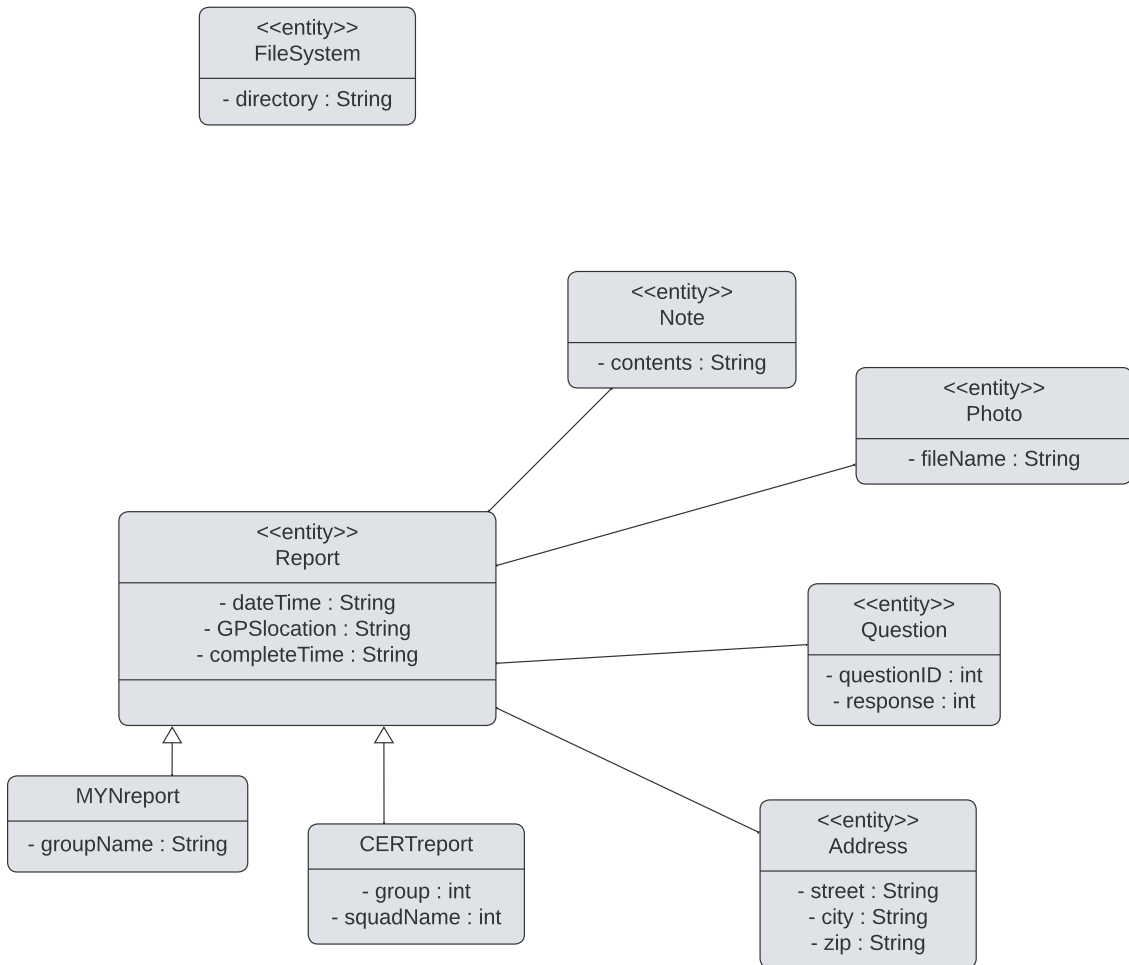 <<entity>>
FileSystem
- directory : String
<<entity>>
Note
- contents : String
<<entity>>
Photo
- fileName : String
<<entity>>
Report
- dateTime : String
- GPSlocation : String
- completeTime : String
<<entity>>
Question
- questionID : int
- response : int
MYNreport
- groupName : String
CERTreport
- group : int
- squadName : int
<<entity>>
Address
- street : String
- city : String
- zip : String